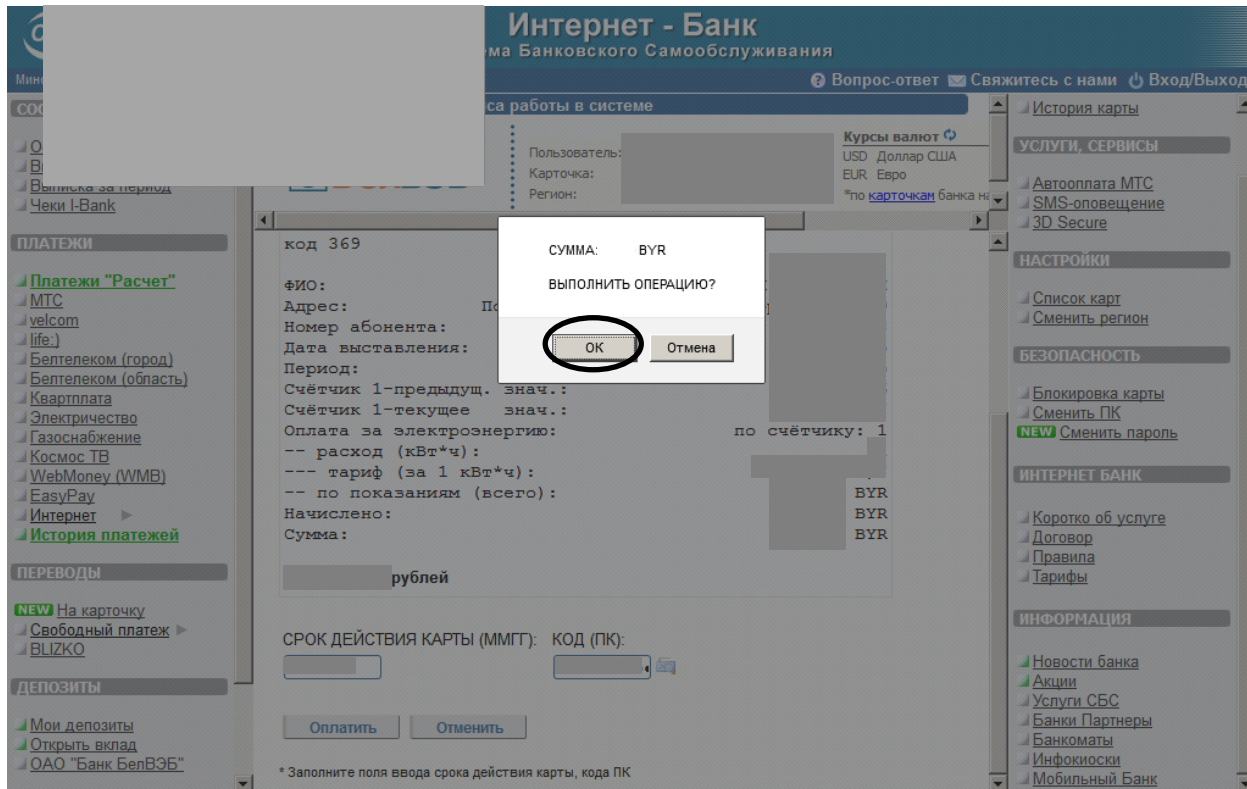 Интернет - Банк
ма Банковского Самообслуживания
Вопрос-ответ Свяжитесь с нами Вход/Выход
са работы в системе
Выписка за период
Чеки I-Bank
ПЛАТЕЖИ
Платежи "Расчет"
МТС
velcom
life:)
Белтелеком (город)
Белтелеком (область)
Квартплата
Электричество
Газоснабжение
Космос ТВ
WebMoney (WMB)
EasyPay
Интернет
История платежей
ПЕРЕВОДЫ
NEW На карточку
Свободный платеж
BLIZKO
ДЕПОЗИТЫ
Мои депозиты
Открыть вклад
ОАО "Банк БелВЭБ"
Пользователь:
Карточка:
Регион:
Курсы валют
USD Доллар США
EUR Евро
*по карточкам банка на
код 369
ФИО:
Адрес:
Номер абонента:
Дата выставления:
Период:
Счётчик 1-предыдущ. знач.:
Счётчик 1-текущее знач.:
Оплата за электроэнергию: по счётчику: 1
-- расход (кВт*ч):
--- тариф (за 1 кВт*ч):
-- по показаниям (всего): BYR
Начислено: BYR
Сумма: BYR
рублей
СРОК ДЕЙСТВИЯ КАРТЫ (ММГГ): КОД (ПК):
Оплатить Отменить
* Заполните поля ввода срока действия карты, кода ПК
СУММА: BYR
ВЫПОЛНИТЬ ОПЕРАЦИЮ?
ОК Отмена
История карты
УСЛУГИ, СЕРВИСЫ
Автооплата МТС
SMS-оповещение
3D Secure
НАСТРОЙКИ
Список карт
Сменить регион
БЕЗОПАСНОСТЬ
Блокировка карты
Сменить ПК
NEW Сменить пароль
ИНТЕРНЕТ БАНК
Коротко об услуге
Договор
Правила
Тарифы
ИНФОРМАЦИЯ
Новости банка
Акции
Услуги СБС
Банки Партнеры
Банкоматы
Инфокиоски
Мобильный Банк